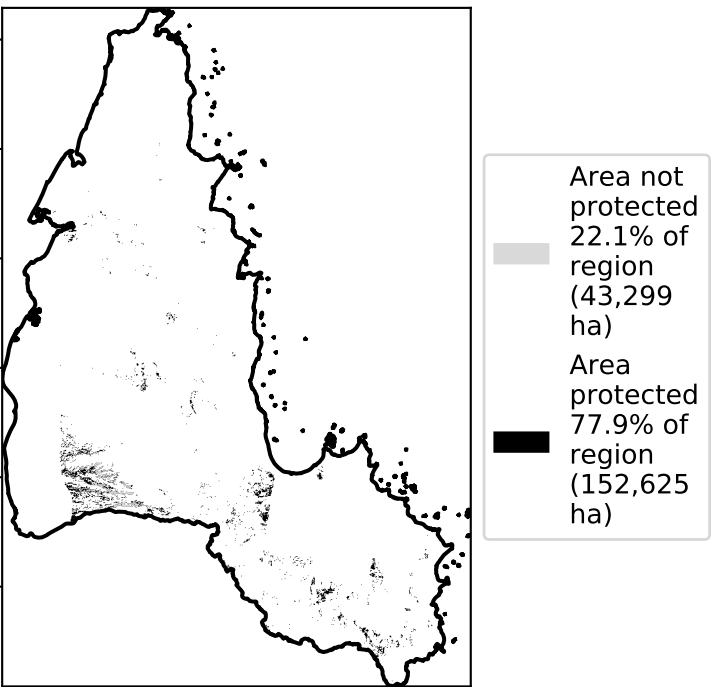 Area not
protected
22.1% of
region
(43,299
ha)
Area
protected
77.9% of
region
(152,625
ha)